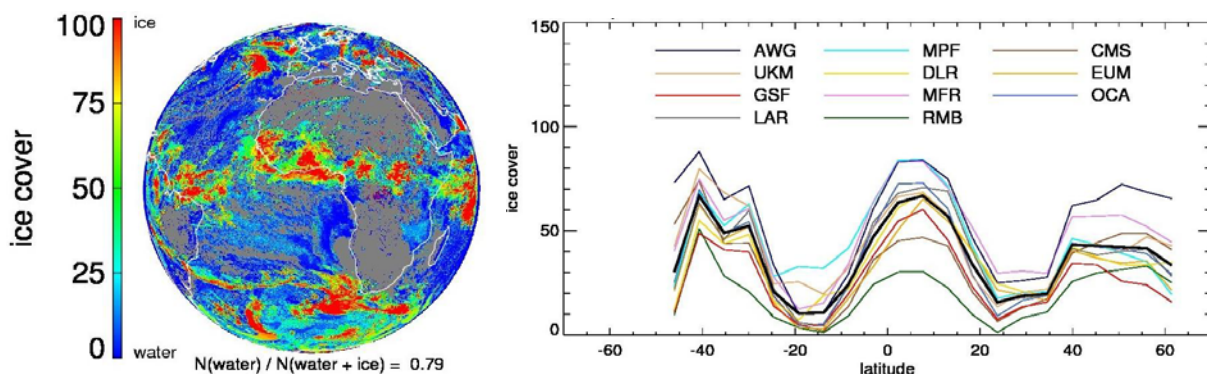 100
ice
75
ice cover
50
25
0
water
N(water) / N(water + ice) = 0.79
150
100
ice cover
50
0
AWG
MPF
CMS
UKM
DLR
EUM
GSF
MFR
OCA
LAR
RMB
-60
-40
-20
0
20
40
60
latitude